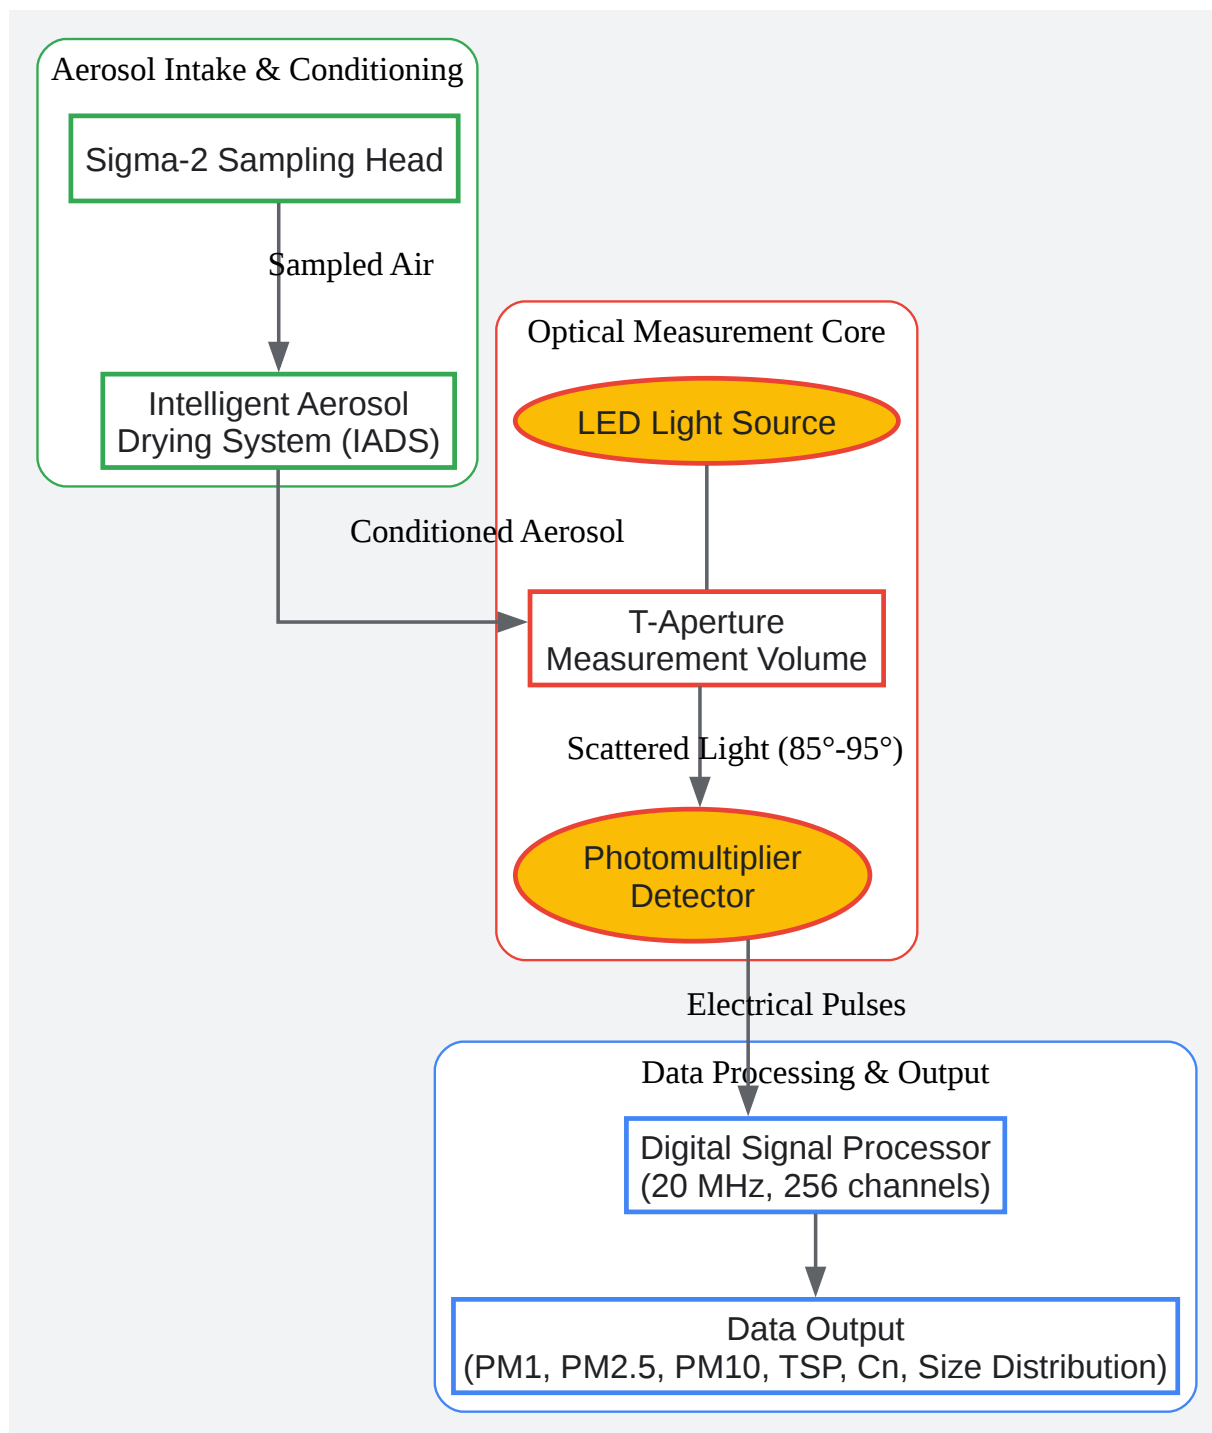 Aerosol Intake & Conditioning
Sigma-2 Sampling Head
Sampled Air
Intelligent Aerosol
Drying System (IADS)
Optical Measurement Core
LED Light Source
Conditioned Aerosol
T-Aperture
Measurement Volume
Scattered Light (85°-95°)
Photomultiplier
Detector
Electrical Pulses
Data Processing & Output
Digital Signal Processor
(20 MHz, 256 channels)
Data Output
(PM1, PM2.5, PM10, TSP, Cn, Size Distribution)